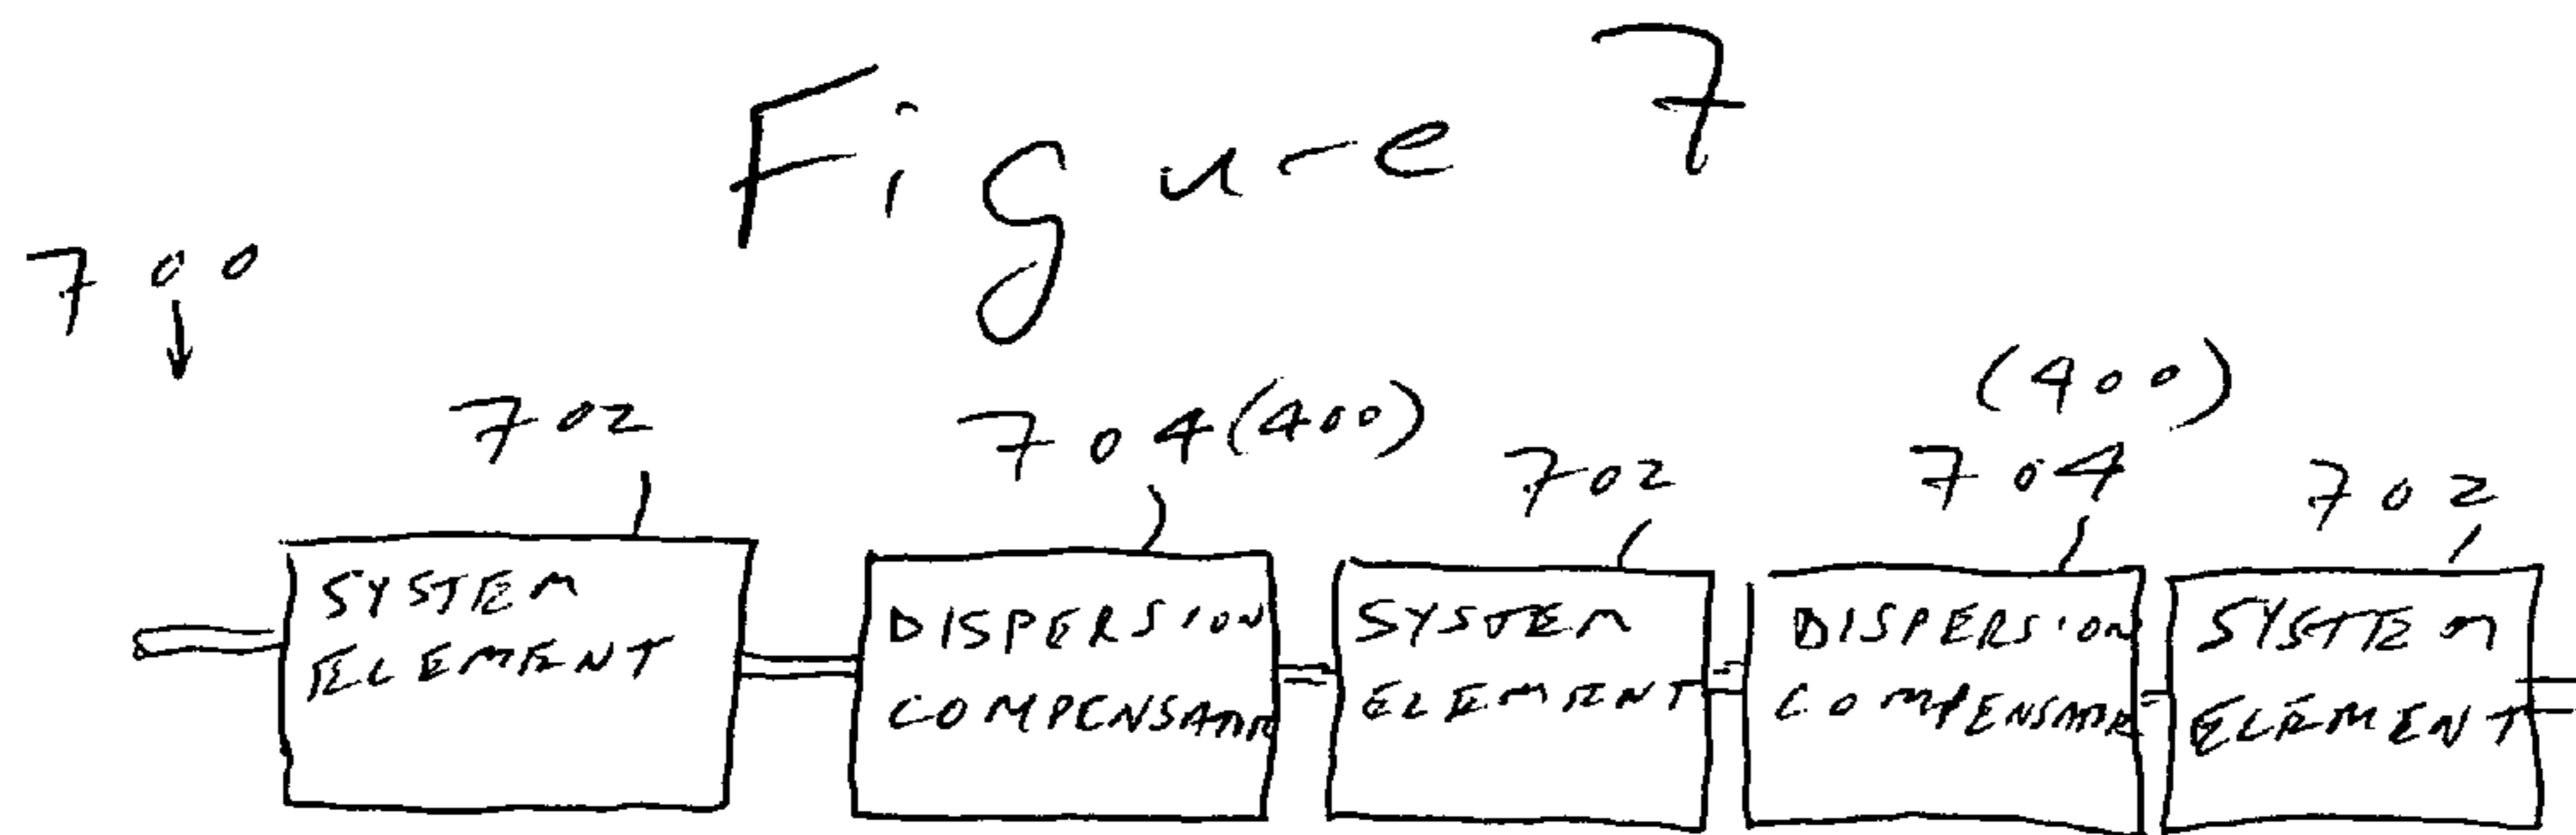 Figure 7
700
(400)
702 704(400) 702 704 702
SYSTEM ELEMENT
DISPERSION COMPENSATOR
SYSTEM ELEMENT
DISPERSION COMPENSATOR
SYSTEM ELEMENT